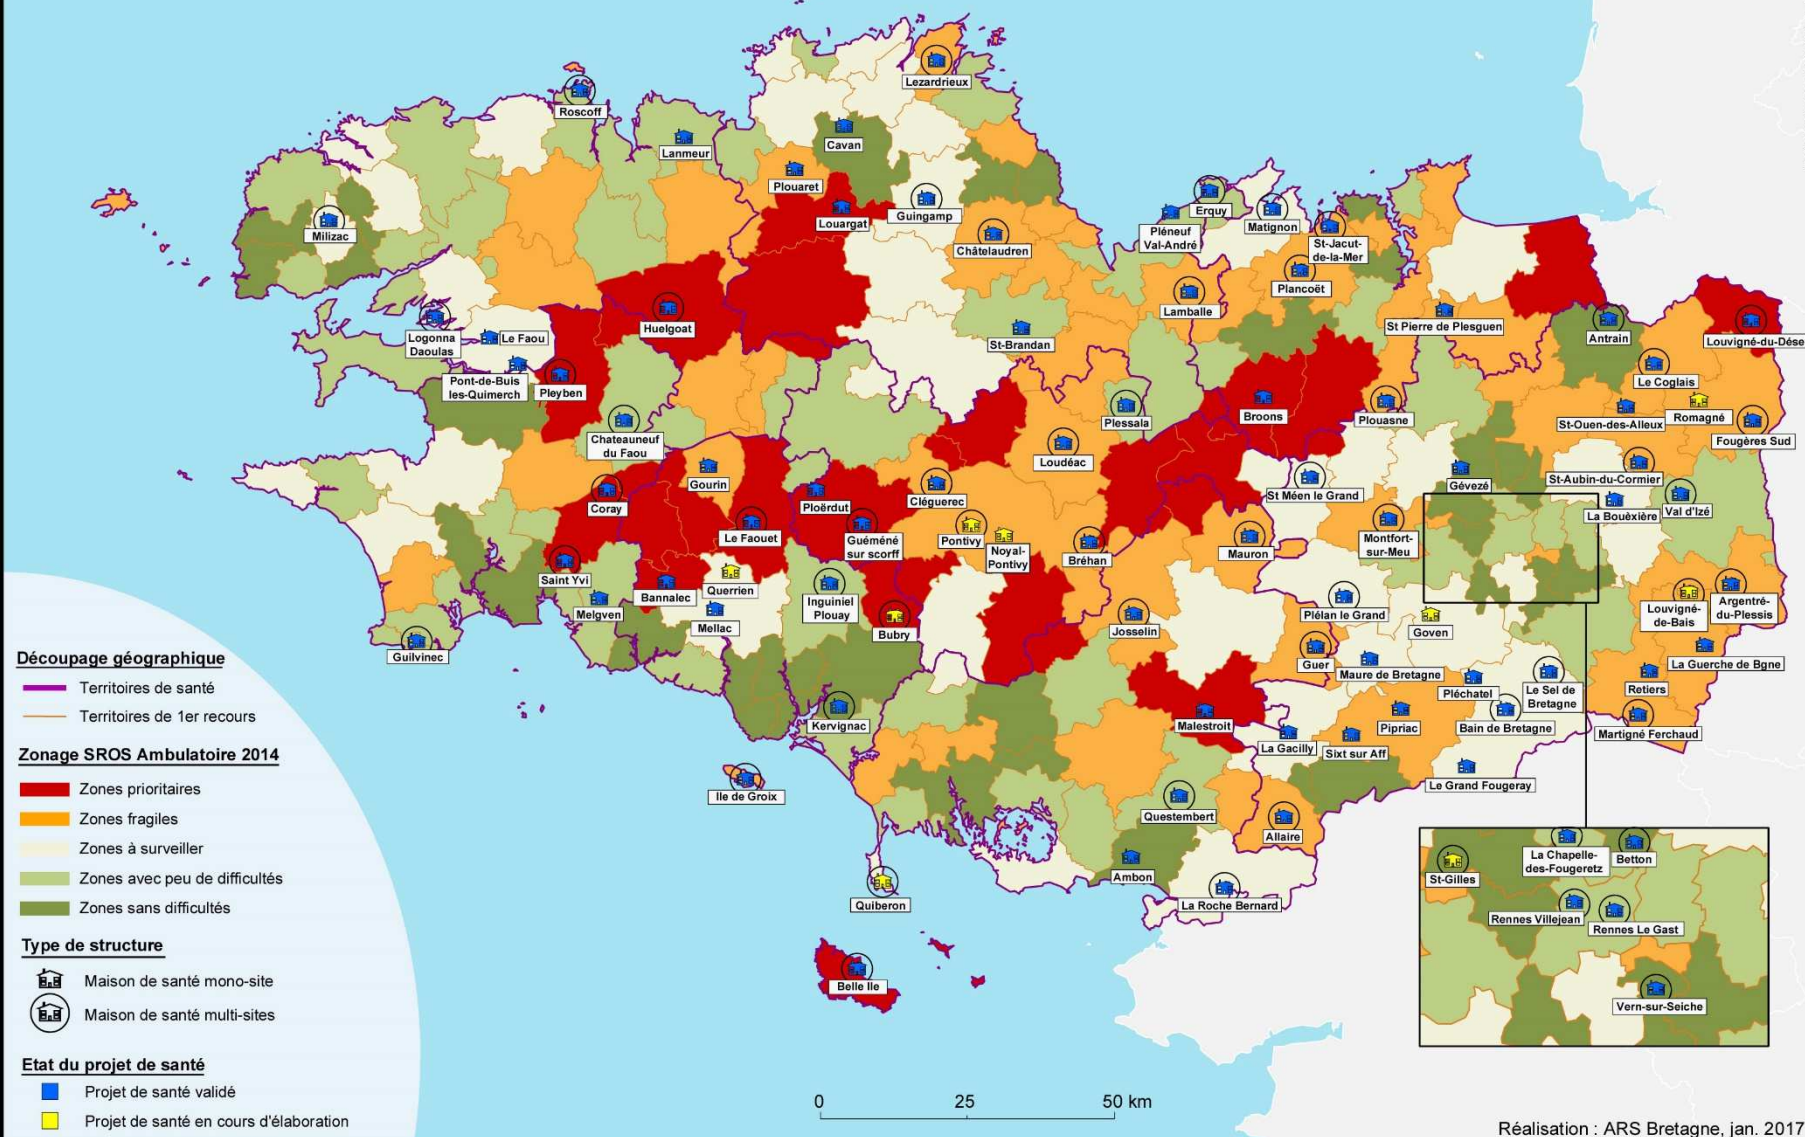 Lezardrieux
Roscoff
Cavan
Lanmeur
Plouaret
Louargat
Guingamp
Erquy
Pléneuf
Val-André
Matignon
St-Jacut-
de-la-Mer
Milizac
Châtelaudren
Plancoët
Lamballe
Huelgoat
St-Brandan
St Pierre de Plesguen
Antrain
Louvigné-du-Dése
Logonna
Daoulas
Le Faou
Pont-de-Buis
les-Quimerch
Pleyben
Le Coglais
Chateauneuf
du Faou
Plessala
Broons
Plouasne
St-Ouen-des-Alleux
Romagné
Fougères Sud
Loudéac
Gourin
Cléguerec
St Méen le Grand
Gévezé
St-Aubin-du-Cormier
Coray
Ploërdut
La Bouèxière
Val d'Izé
Le Faouet
Guéméné
sur scorff
Pontivy
Noyal-
Pontivy
Bréhan
Mauron
Montfort-
sur-Meu
Saint Yvi
Bannalec
Querrien
Melgven
Mellac
Inguiniel
Plouay
Bubry
Josselin
Plélan le Grand
Goven
Louvigné-
de-Bais
Argentré-
du-Plessis
Guilvinec
Guer
Maure de Bretagne
La Guerche de Bgne
Pléchatel
Le Sel de
Bretagne
Retiers
Kervignac
Malestroit
La Gacilly
Sixt sur Aff
Pipriac
Bain de Bretagne
Martigné Ferchaud
Le Grand Fougeray
Ile de Groix
Questembert
Allaire
Ambon
Quiberon
La Roche Bernard
Belle Ile
St-Gilles
La Chapelle-
des-Fougeretz
Betton
Rennes Villejean
Rennes Le Gast
Vern-sur-Seiche
Découpage géographique
Territoires de santé
Territoires de 1er recours
Zonage SROS Ambulatoire 2014
Zones prioritaires
Zones fragiles
Zones à surveiller
Zones avec peu de difficultés
Zones sans difficultés
Type de structure
Maison de santé mono-site
Maison de santé multi-sites
Etat du projet de santé
Projet de santé validé
Projet de santé en cours d'élaboration
0 25 50 km
Réalisation : ARS Bretagne, jan. 2017